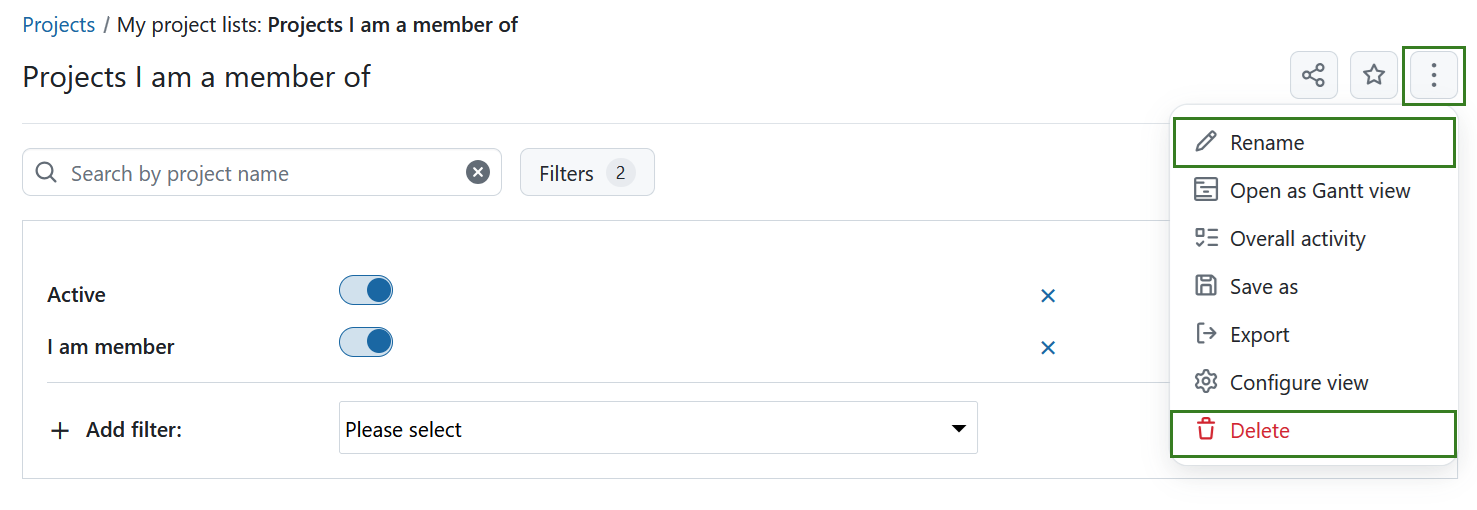 Projects / My project lists: Projects I am a member of
Projects I am a member of
Search by project name
Filters 2
Active
I am member
Add filter:
Please select
Rename
Open as Gantt view
Overall activity
Save as
Export
Configure view
Delete